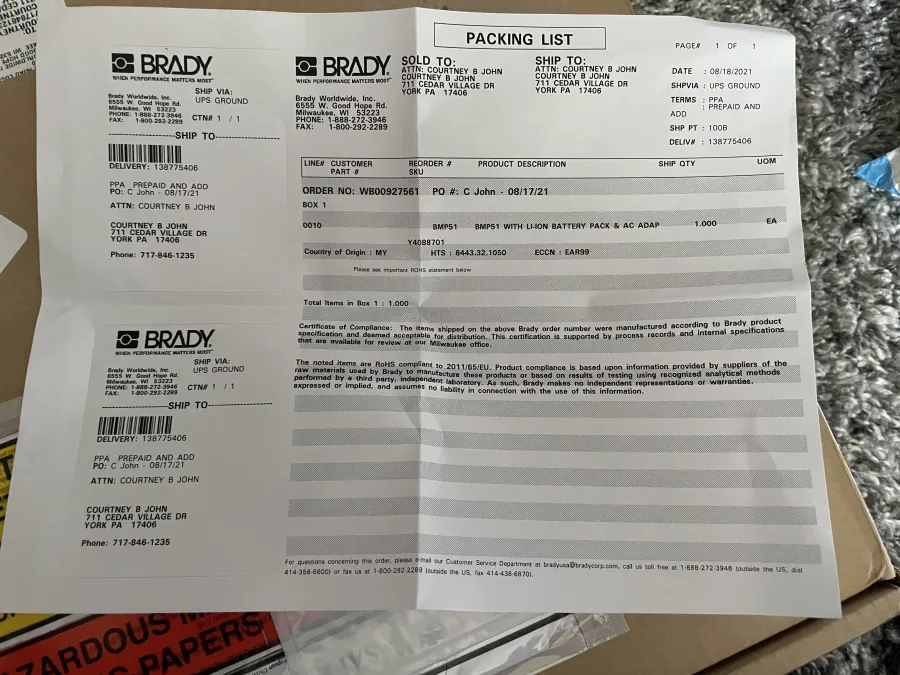 PACKING LIST
PAGE# 1 OF 1
BRADY
WHEN PERFORMANCE MATTERS MOST
Brady Worldwide, Inc.
6555 W. Good Hope Rd.
Milwaukee, WI 53223
PHONE: 1-888-272-3946
FAX: 1-800-292-2289
SHIP VIA:
UPS GROUND
CTN# 1 / 1
SHIP TO
DELIVERY: 138775406
PPA PREPAID AND ADD
PO: C John - 08/17/21
ATTN: COURTNEY B JOHN
COURTNEY B JOHN
711 CEDAR VILLAGE DR
YORK PA 17406
Phone: 717-846-1235
BRADY
WHEN PERFORMANCE MATTERS MOST
Brady Worldwide, Inc.
6555 W. Good Hope Rd.
Milwaukee, WI 53223
PHONE: 1-888-272-3946
FAX: 1-800-292-2289
SHIP VIA:
UPS GROUND
CTN# 1 / 1
SHIP TO
DELIVERY: 138775406
PPA PREPAID AND ADD
PO: C John - 08/17/21
ATTN: COURTNEY B JOHN
COURTNEY B JOHN
711 CEDAR VILLAGE DR
YORK PA 17406
Phone: 717-846-1235
BRADY
WHEN PERFORMANCE MATTERS MOST
Brady Worldwide, Inc.
6555 W. Good Hope Rd.
Milwaukee, WI 53223
PHONE: 1-888-272-3946
FAX: 1-800-292-2289
SOLD TO:
ATTN: COURTNEY B JOHN
COURTNEY B JOHN
711 CEDAR VILLAGE DR
YORK PA 17406
SHIP TO:
ATTN: COURTNEY B JOHN
COURTNEY B JOHN
711 CEDAR VILLAGE DR
YORK PA 17406
DATE : 08/18/2021
SHPVIA : UPS GROUND
TERMS : PPA
: PREPAID AND
ADD
SHP PT : 100B
DELIV# : 138775406
LINE# CUSTOMER REORDER # PRODUCT DESCRIPTION SHIP QTY UOM
PART # SKU
ORDER NO: WB00927561 PO #: C John - 08/17/21
BOX 1
0010 BMP51 BMP51 WITH LI-ION BATTERY PACK & AC ADAP 1.000 EA
Y4088701
Country of Origin : MY HTS : 8443.32.1050 ECCN : EAR99
Please see important ROHS statement below
Total Items in Box 1 : 1.000
Certificate of Compliance: The items shipped on the above Brady order number were manufactured according to Brady product
specification and deemed acceptable for distribution. This certification is supported by process records and internal specifications
that are available for review at our Milwaukee office.
The noted items are RoHS compliant to 2011/65/EU. Product compliance is based upon information provided by suppliers of the
raw materials used by Brady to manufacture these products or based on results of testing using recognized analytical methods
performed by a third party, independent laboratory. As such, Brady makes no independent representations or warranties,
expressed or implied, and assumes no liability in connection with the use of this information.
For questions concerning this order, please e-mail our Customer Service Department at bradyusa@bradycorp.com, call us toll free at 1-888-272-3946 (outside the US, dial
414-358-6600) or fax us at 1-800-292-2289 (outside the US, fax 414-438-6870).
PAPERS